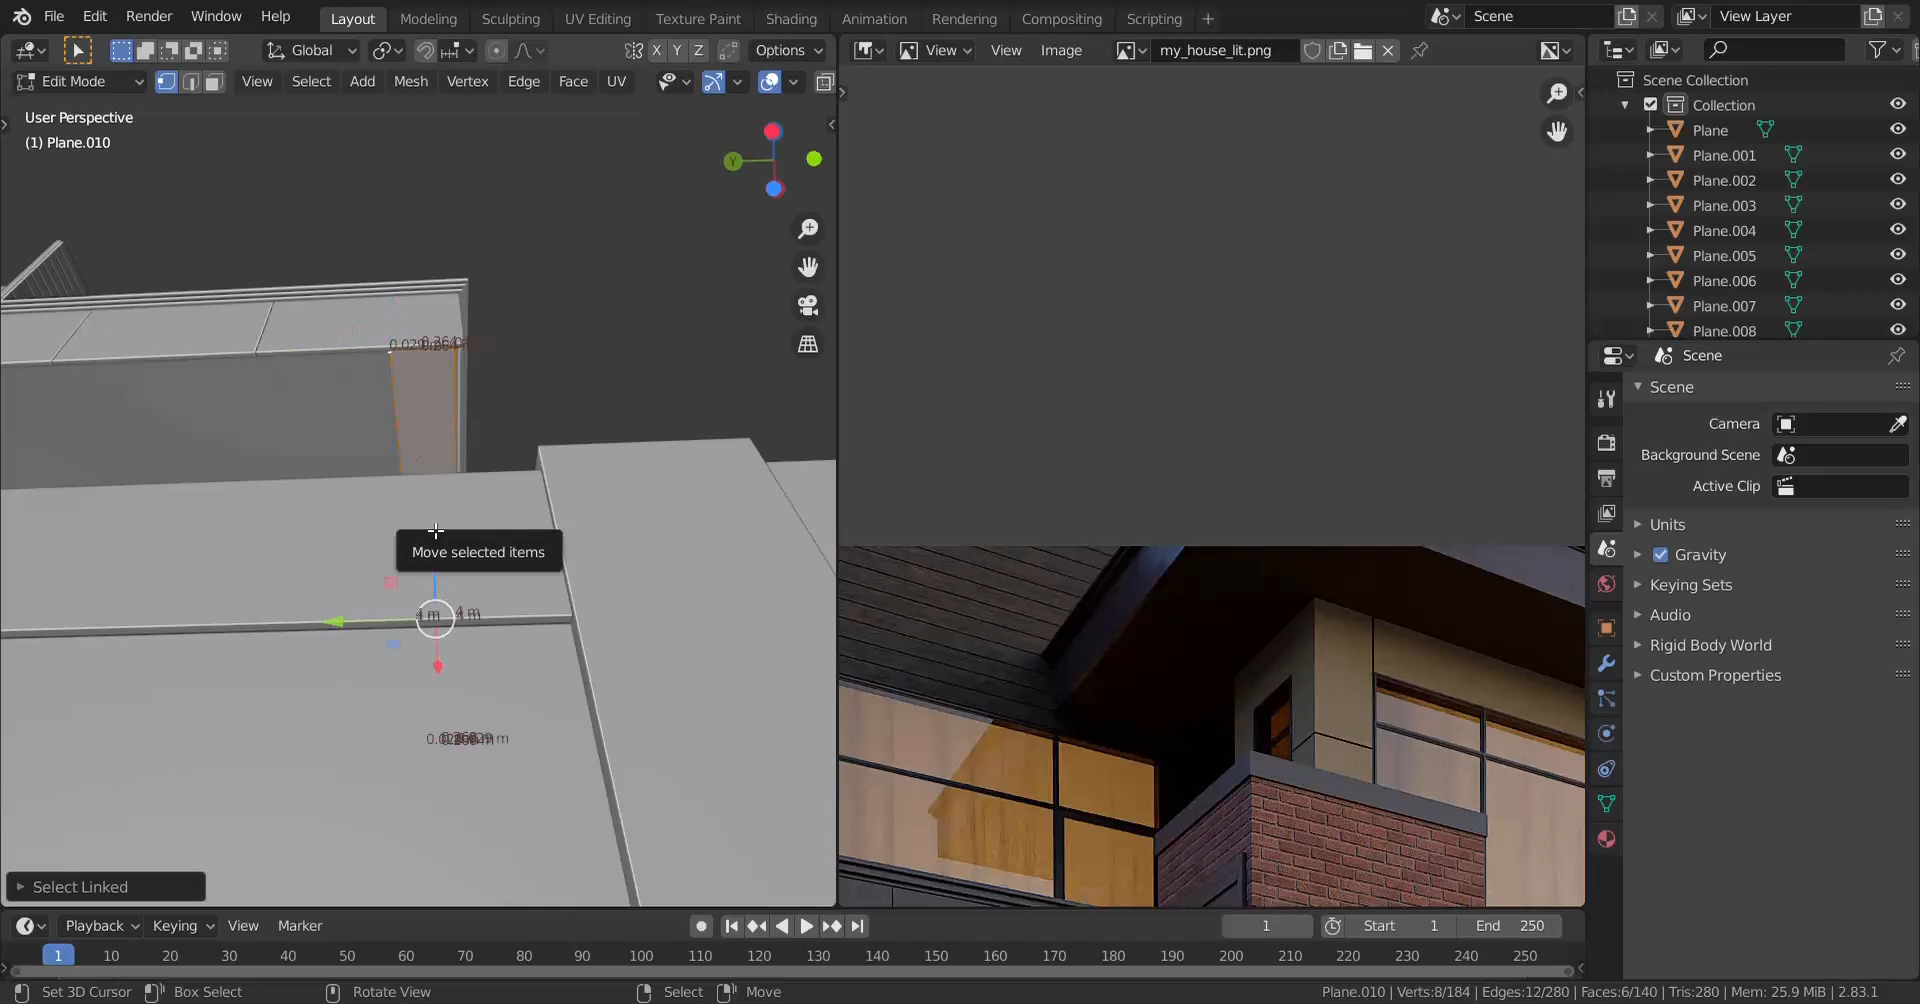 File Edit Render Window Help Layout Modeling Sculpting UV Editing Texture Paint Shading Animation Rendering Compositing Scripting + Scene View Layer
Global X Y Z Options View View Image my_house_lit.png
Edit Mode View Select Add Mesh Vertex Edge Face UV
User Perspective
(1) Plane.010
Y
Move selected items
4 m 4 m
Select Linked
Scene Collection
Collection
Plane
Plane.001
Plane.002
Plane.003
Plane.004
Plane.005
Plane.006
Plane.007
Plane.008
Scene
Scene
Camera
Background Scene
Active Clip
Units
Gravity
Keying Sets
Audio
Rigid Body World
Custom Properties
Playback Keying View Marker 1 Start 1 End 250
1 10 20 30 40 50 60 70 80 90 100 110 120 130 140 150 160 170 180 190 200 210 220 230 240 250
Set 3D Cursor Box Select Rotate View Select Move Plane.010 | Verts:8/184 | Edges:12/280 | Faces:6/140 | Tris:280 | Mem: 25.9 MiB | 2.83.1